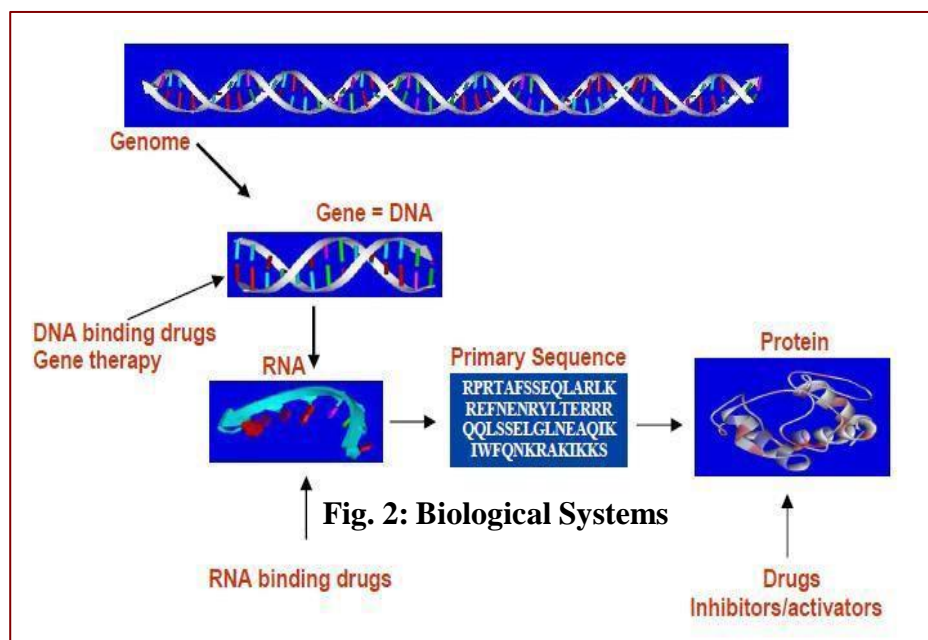 Genome
Gene = DNA
DNA binding drugs
Gene therapy
RNA
Primary Sequence
RPRTAFSSEQLARLK
REFNENRYLTERRR
QQLSSELGLNEAQIK
IWFQNKRAKIKKS
Protein
Fig. 2: Biological Systems
RNA binding drugs
Drugs
Inhibitors/activators